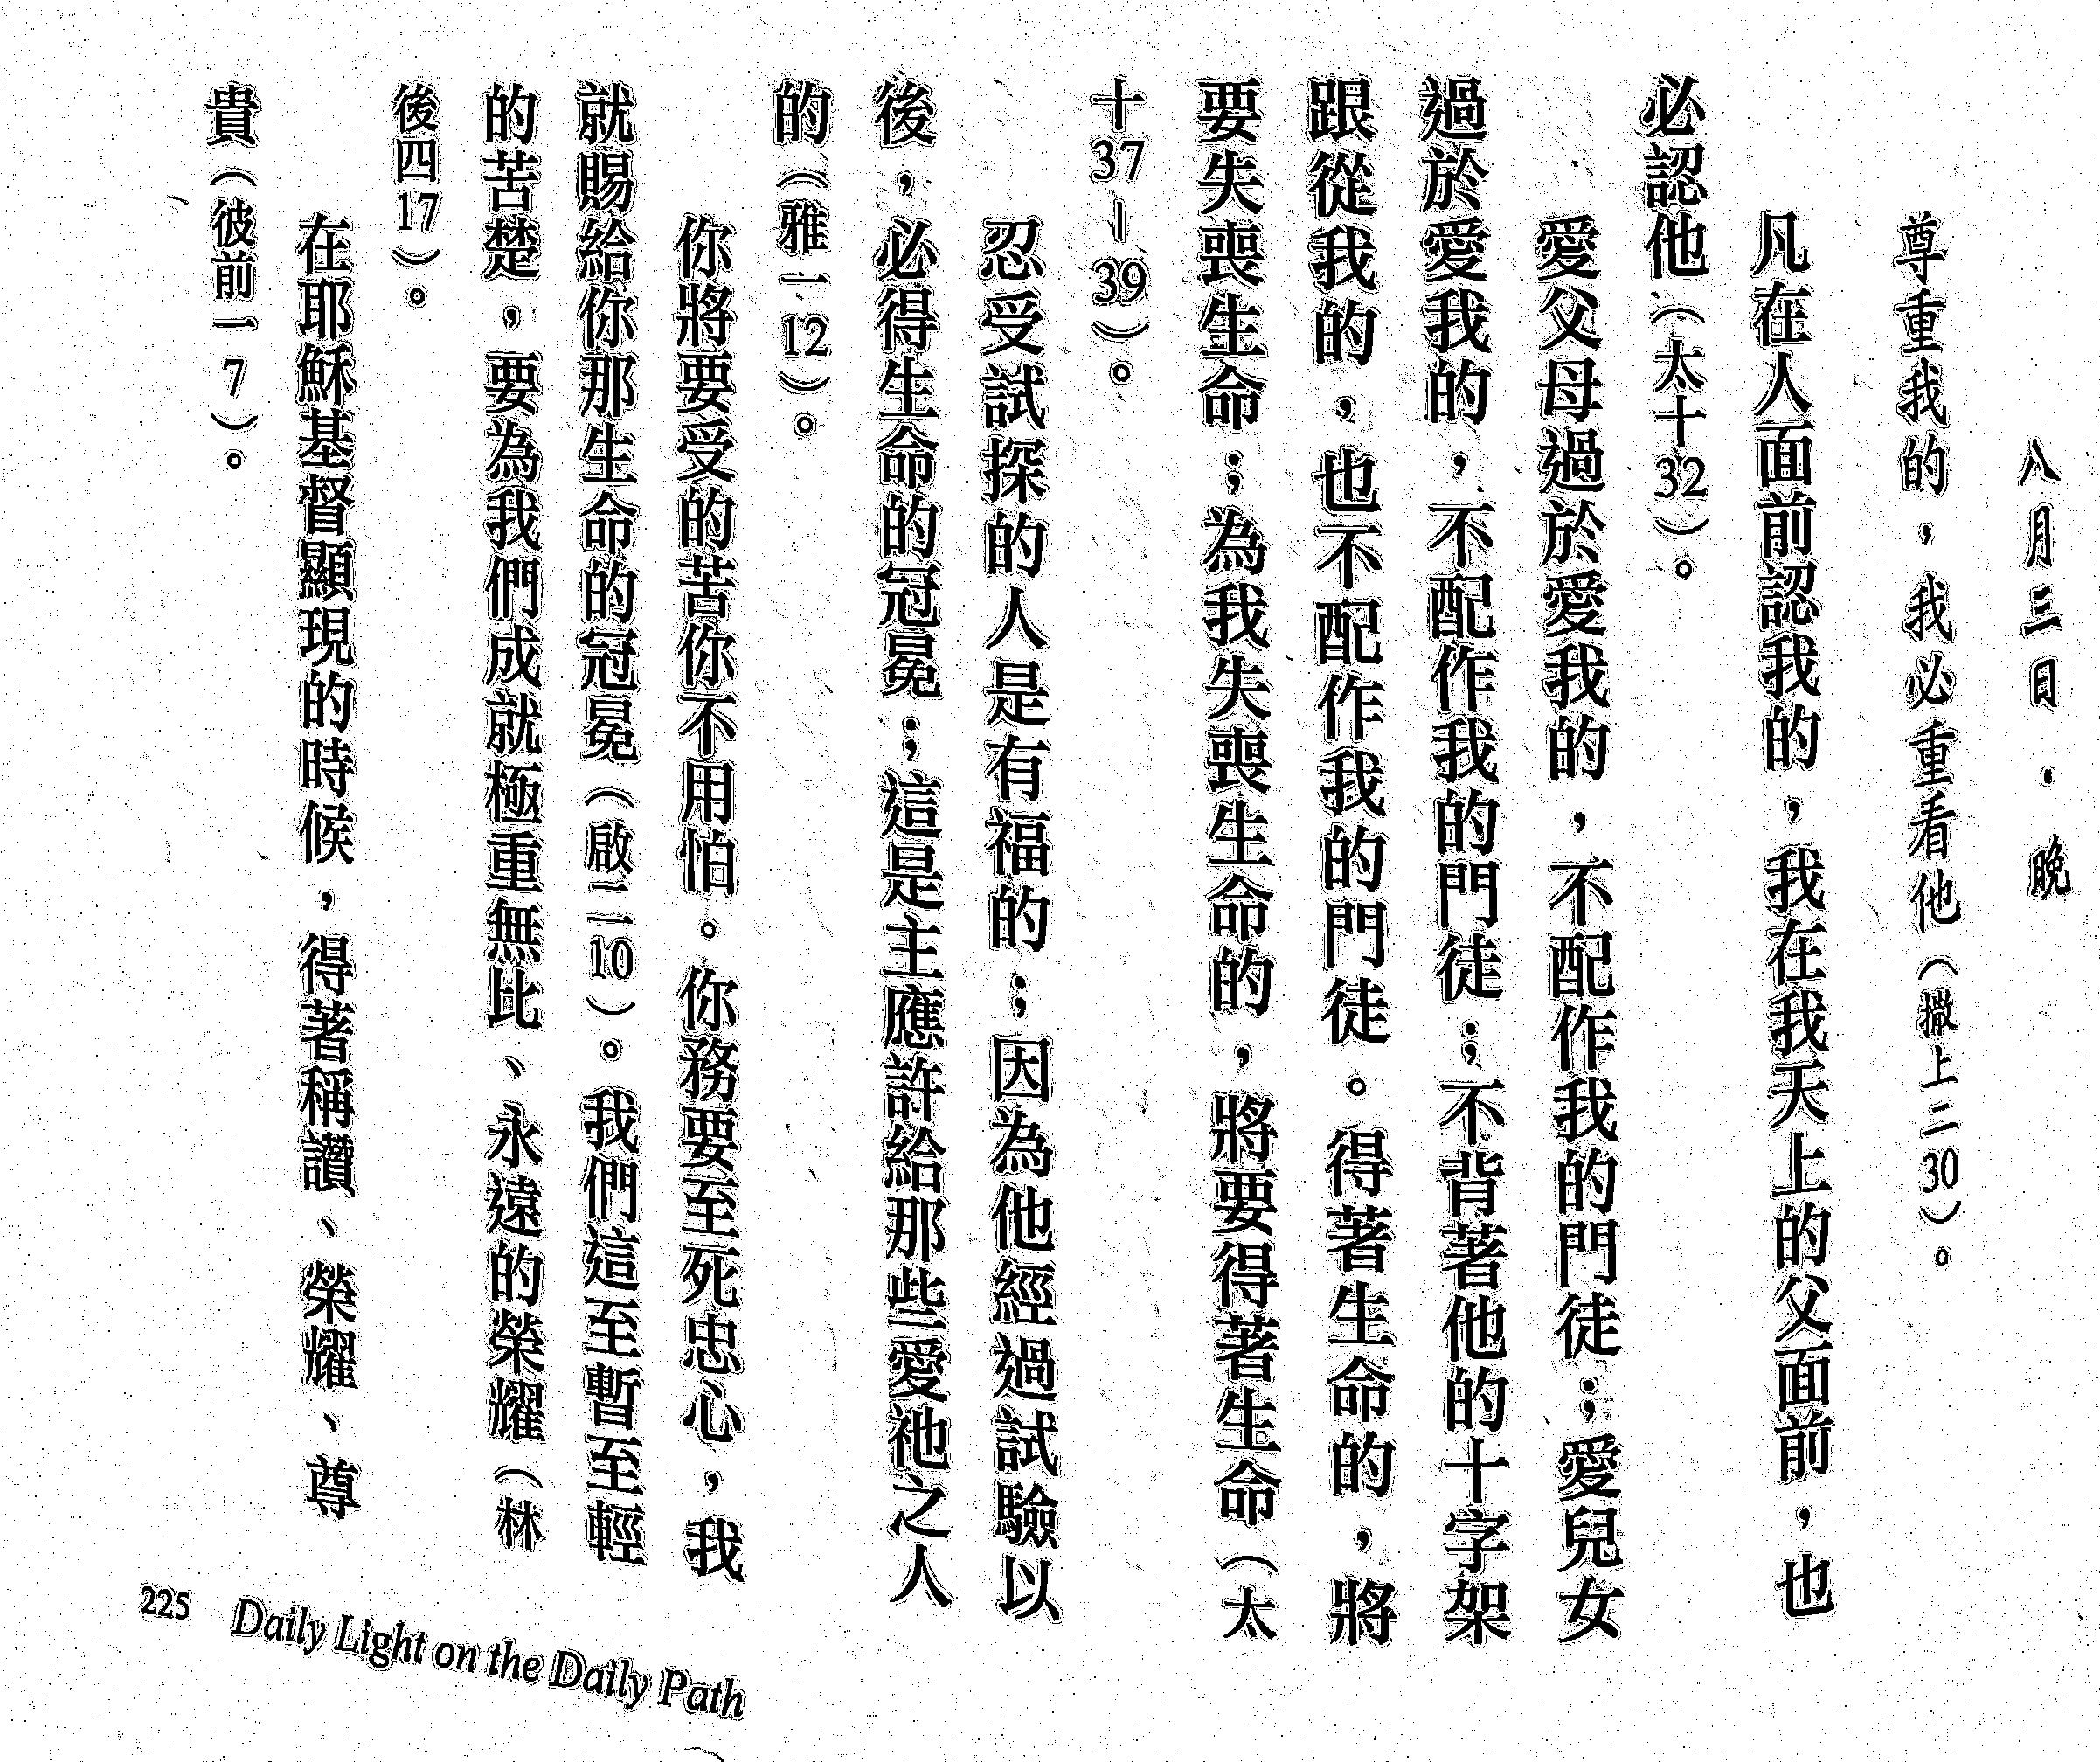 八月三日．晚
尊重我的，我必重看他（撒上二30）。
凡在人面前認我的，我在我天上的父面前，也
必認他（太十32）。
愛父母過於愛我的，不配作我的門徒；愛兒女
過於愛我的，不配作我的門徒；不背著他的十字架
跟從我的，也不配作我的門徒。得著生命的，將
要失喪生命；為我失喪生命的，將要得著生命（太
十37－39）。
忍受試探的人是有福的；因為他經過試驗以
後，必得生命的冠冕；這是主應許給那些愛祂之人
的（雅一12）。
你將要受的苦你不用怕。你務要至死忠心，我
就賜給你那生命的冠冕（啟二10）。我們這至暫至輕
的苦楚，要為我們成就極重無比、永遠的榮耀（林
後四17）。
在耶穌基督顯現的時候，得著稱讚、榮耀、尊
貴（彼前一7）。
225 Daily Light on the Daily Path